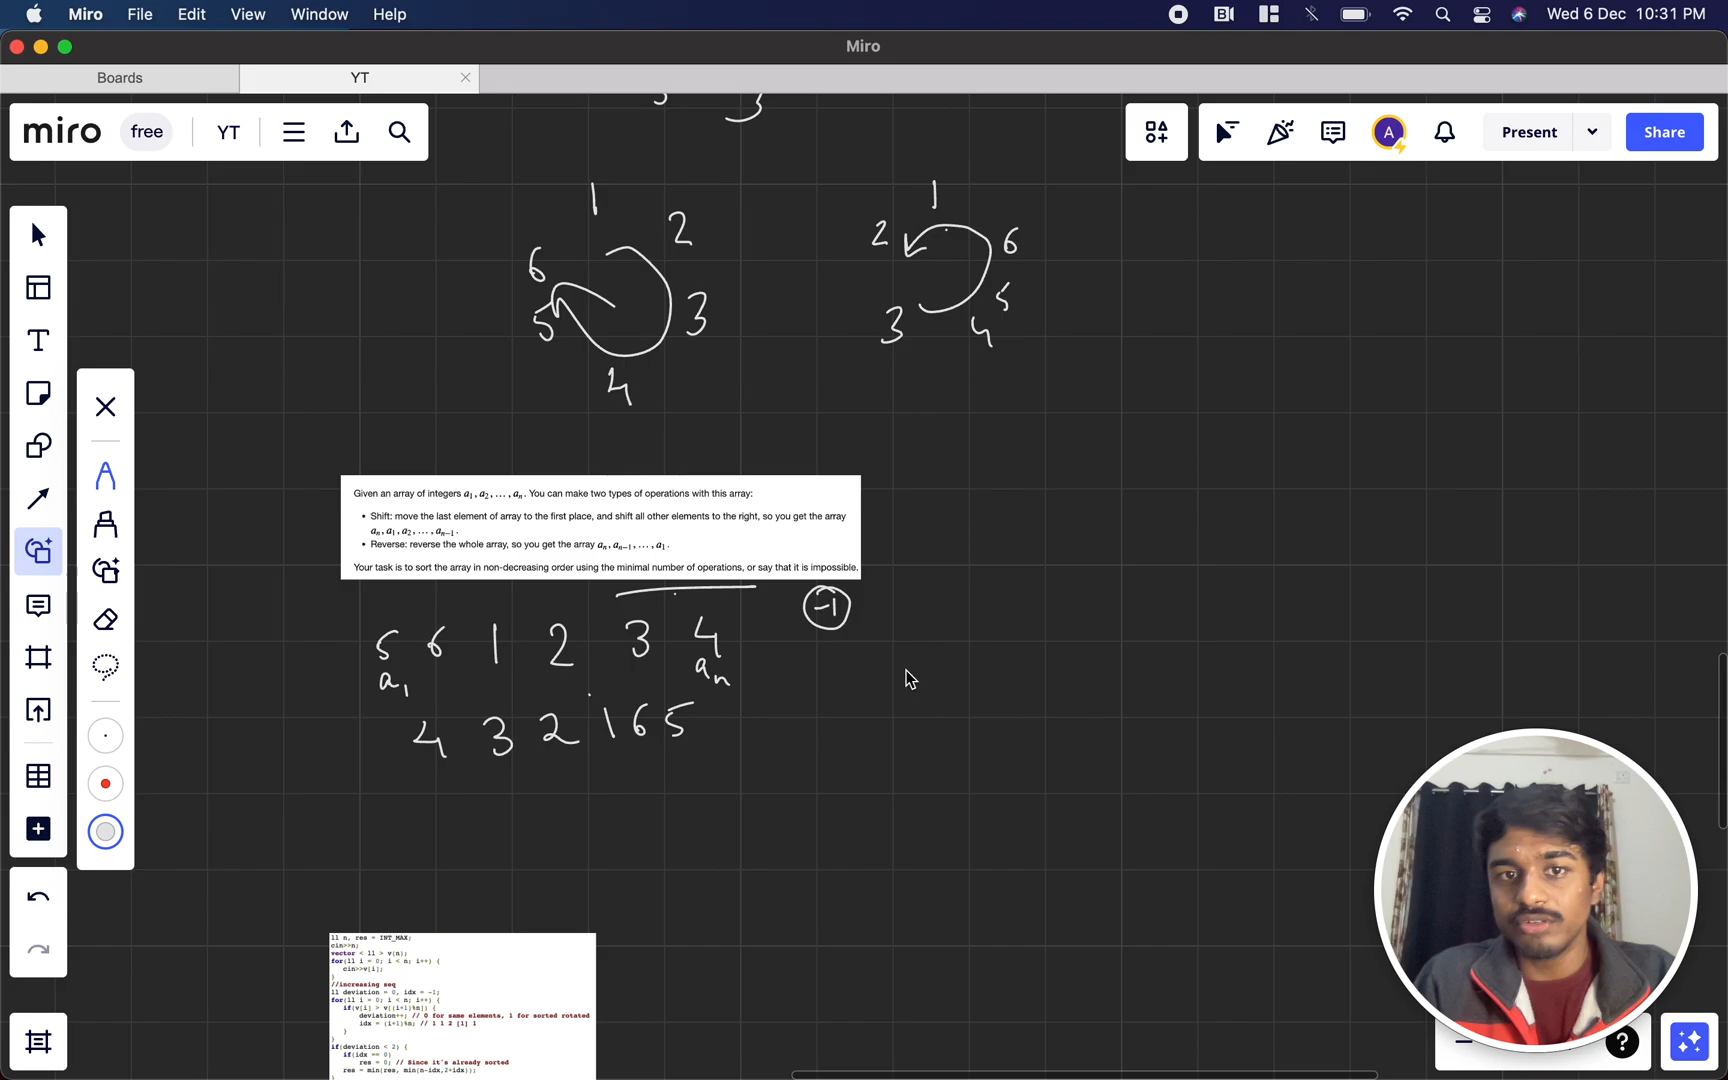 Miro File Edit View Window Help
Wed 6 Dec 10:31 PM
Miro
Boards
YT
miro free YT
A
Present
Share
1
2
3
4
5
6
1
6
5
4
3
2
Given an array of integers a1, a2, …, an. You can make two types of operations with this array:
• Shift: move the last element of array to the first place, and shift all other elements to the right, so you get the array
an, a1, a2, …, an−1.
• Reverse: reverse the whole array, so you get the array an, an−1, …, a1.
Your task is to sort the array in non-decreasing order using the minimal number of operations, or say that it is impossible.
-1
5 6 1 2 3 4
a1 an
4 3 2 1 6 5
ll n, res = INT_MAX;
cin>>n;
vector < ll > v(n);
for(ll i = 0; i < n; i++) {
cin>>v[i];
}
//increasing seq
ll deviation = 0, idx = -1;
for(ll i = 0; i < n; i++) {
if(v[i] > v[(i+1)%n]) {
deviation++; // 0 for same elements, 1 for sorted rotated
idx = (i+1)%n; // 1 1 2 [1] 1
}
}
if(deviation < 2) {
if(idx == 0)
res = 0; // Since it's already sorted
res = min(res, min(n-idx,2+idx));
?